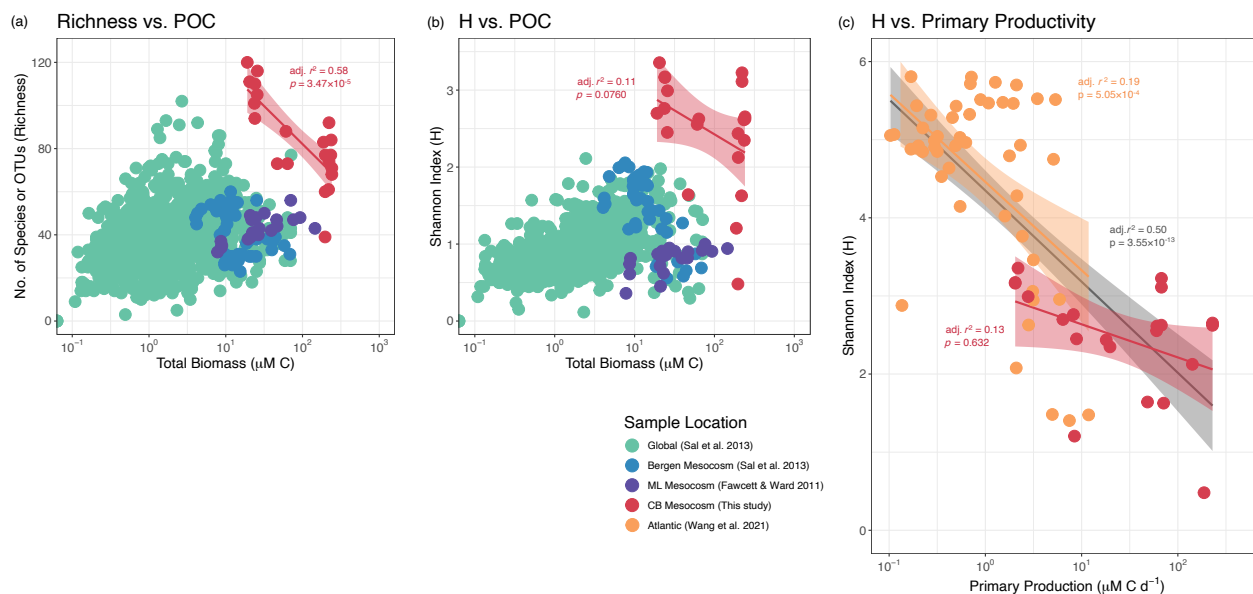 (a) Richness vs. POC
No. of Species or OTUs (Richness)
120
80
40
0
adj. r² = 0.58
p = 3.47×10⁻⁵
10⁻¹ 10⁰ 10¹ 10² 10³
Total Biomass (μM C)
(b) H vs. POC
Shannon Index (H)
3
2
1
0
adj. r² = 0.11
p = 0.0760
10⁻¹ 10⁰ 10¹ 10² 10³
Total Biomass (μM C)
Sample Location
Global (Sal et al. 2013)
Bergen Mesocosm (Sal et al. 2013)
ML Mesocosm (Fawcett & Ward 2011)
CB Mesocosm (This study)
Atlantic (Wang et al. 2021)
(c) H vs. Primary Productivity
Shannon Index (H)
6
4
2
0
adj. r² = 0.19
p = 5.05×10⁻⁴
adj. r² = 0.50
p = 3.55×10⁻¹³
adj. r² = 0.13
p = 0.632
10⁻¹ 10⁰ 10¹ 10²
Primary Production (μM C d⁻¹)